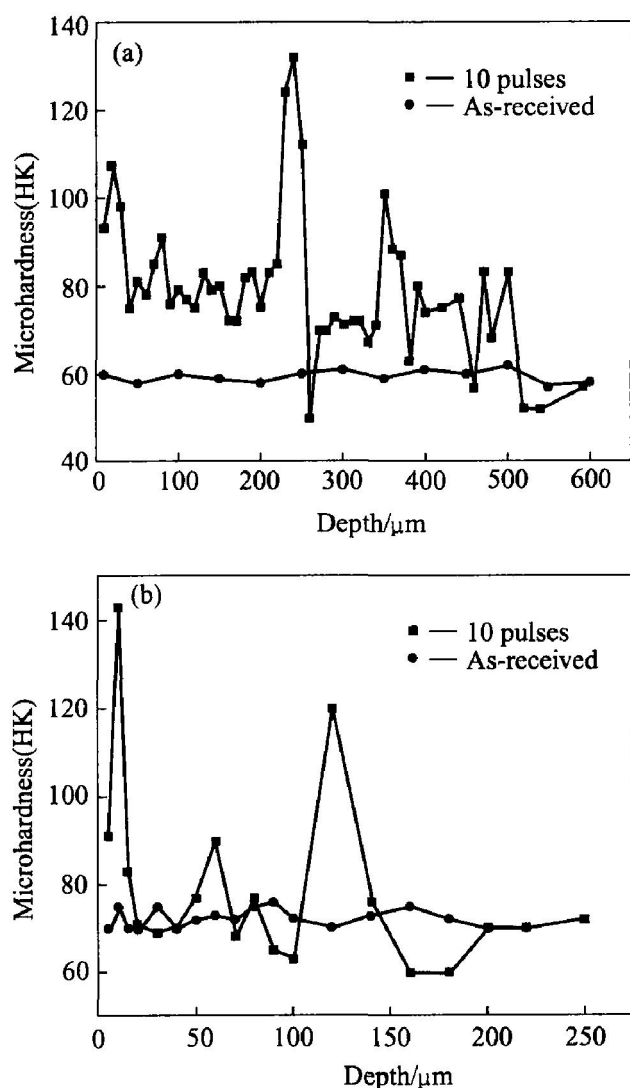 (a)
10 pulses
As-received
140
120
100
80
60
40
Microhardness(HK)
0 100 200 300 400 500 600
Depth/μm
(b)
10 pulses
As-received
140
120
100
80
60
Microhardness(HK)
0 50 100 150 200 250
Depth/μm